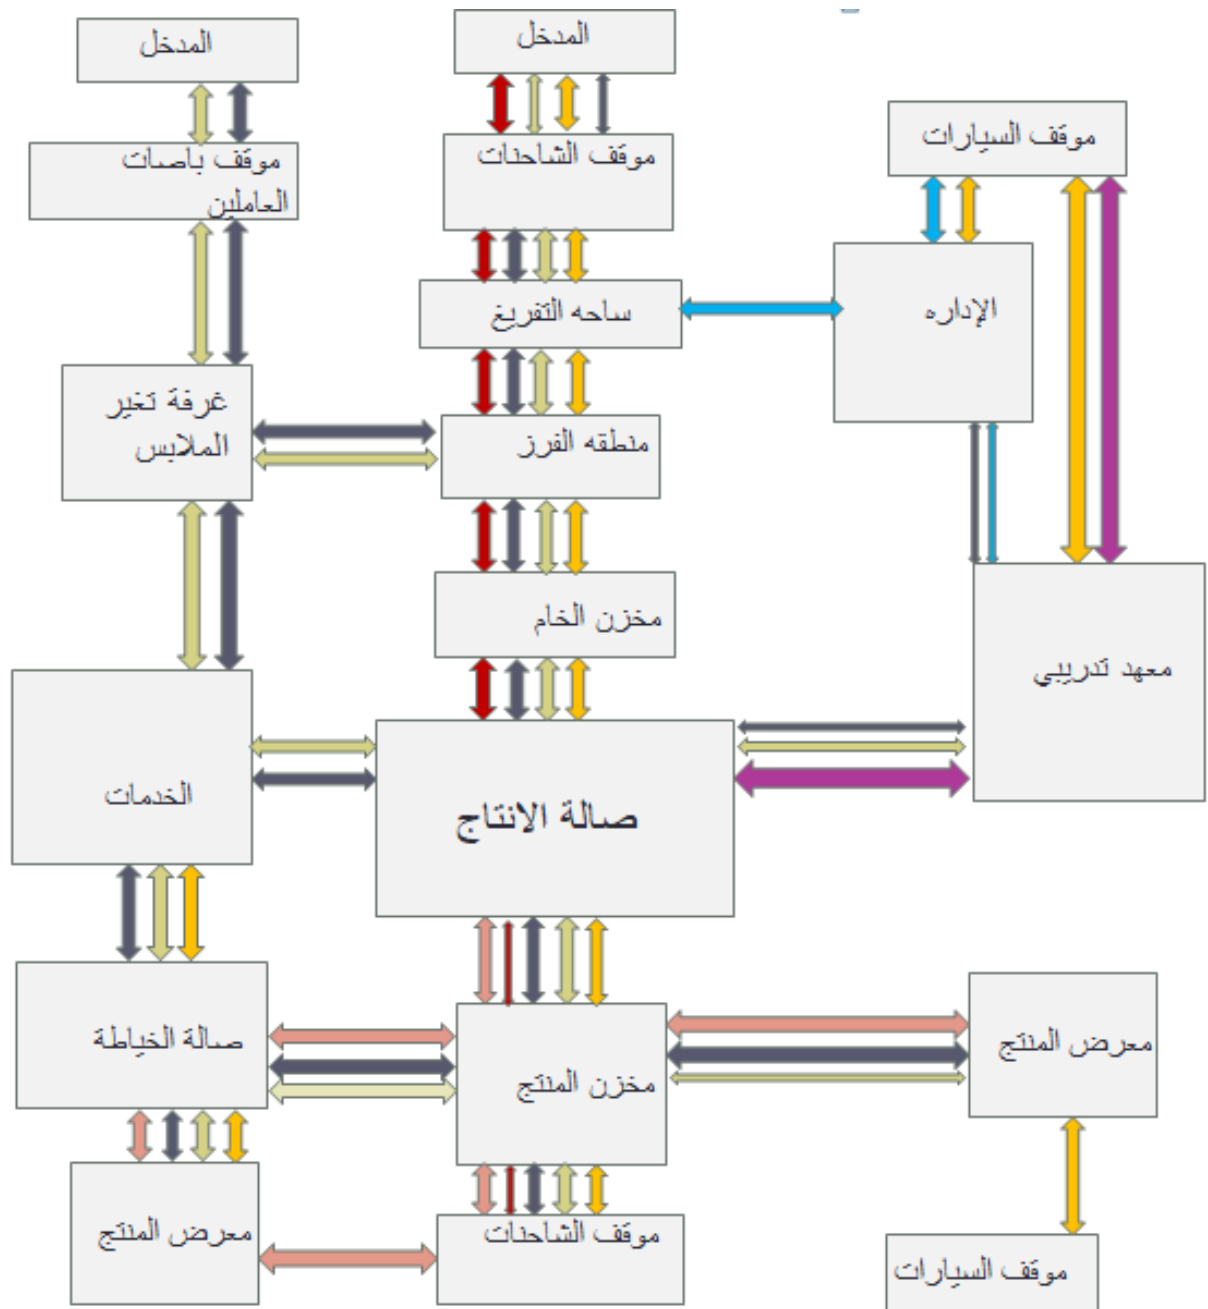 المدخل
المدخل
موقف السيارات
موقف الشاحنات
موقف باصات
العاملين
ساحه التفريغ
الإداره
غرفة تغير
الملابس
منطقه الفرز
مخزن الخام
معهد تدريبي
الخدمات
صالة الانتاج
صالة الخياطة
مخزن المنتج
معرض المنتج
معرض المنتج
موقف الشاحنات
موقف السيارات